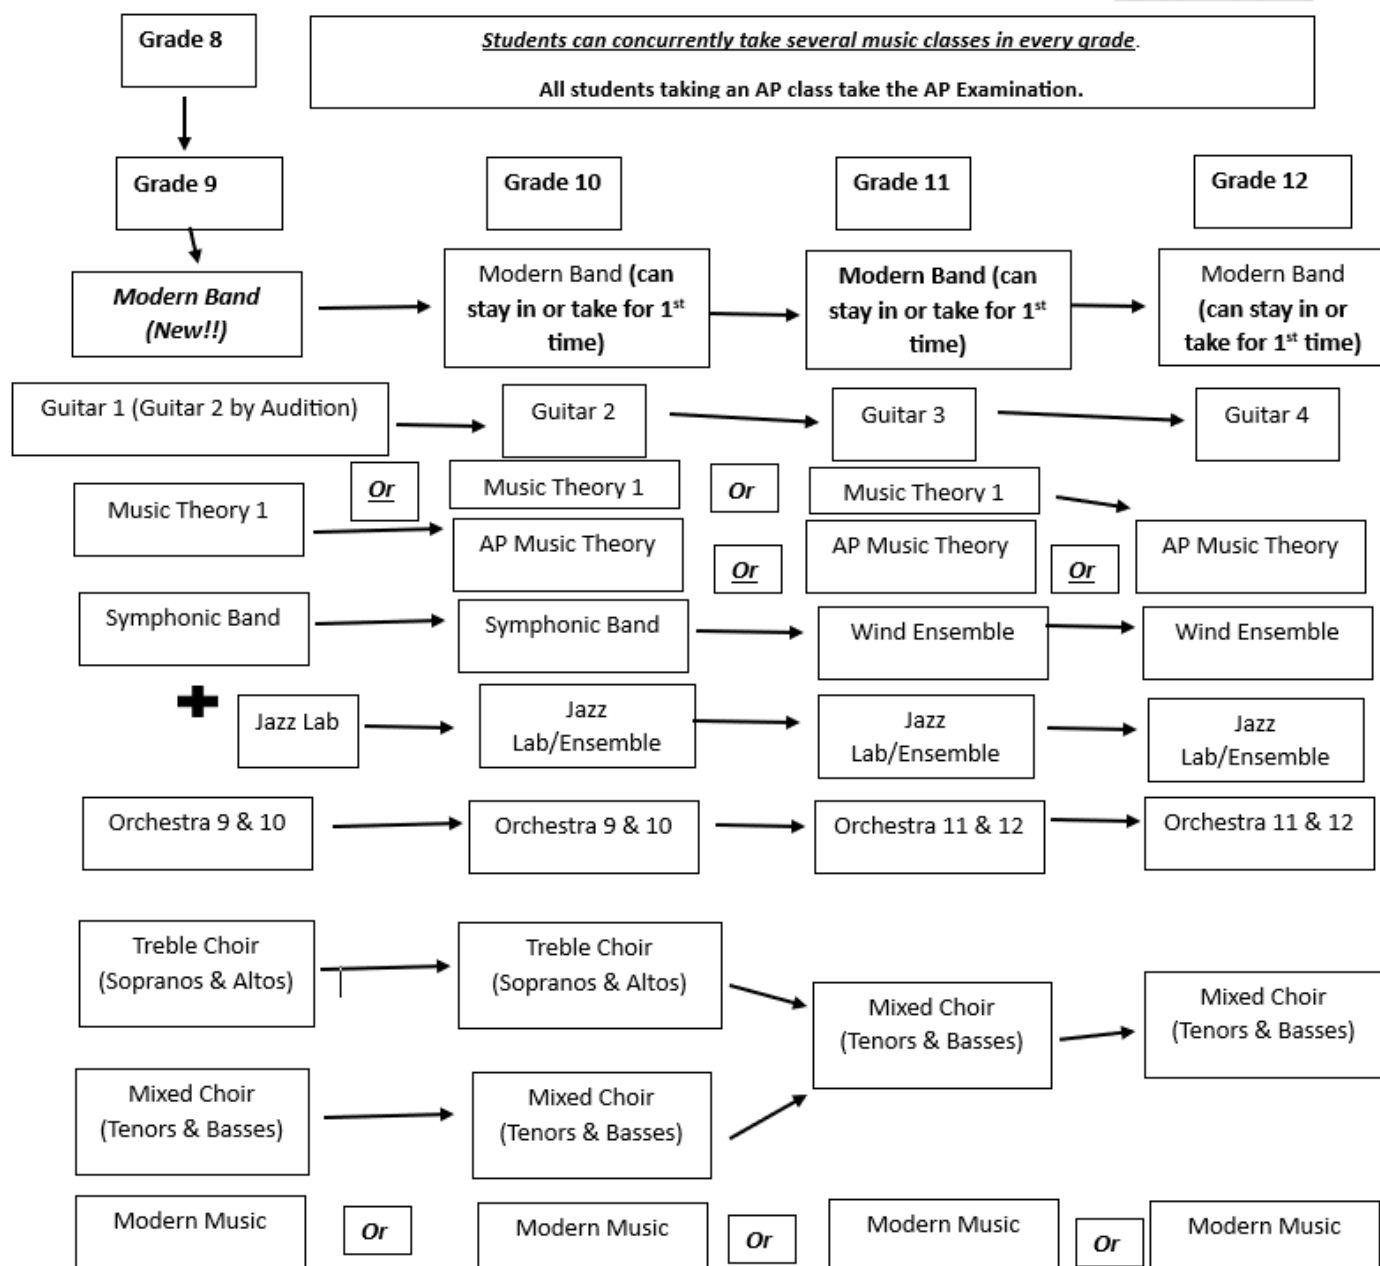 Grade 8
Students can concurrently take several music classes in every grade.
All students taking an AP class take the AP Examination.
Grade 9
Grade 10
Grade 11
Grade 12
Modern Band
(New!!)
Modern Band (can
stay in or take for 1st
time)
Modern Band (can
stay in or take for 1st
time)
Modern Band
(can stay in or
take for 1st time)
Guitar 1 (Guitar 2 by Audition)
Guitar 2
Guitar 3
Guitar 4
Or
Music Theory 1
Music Theory 1
Or
Music Theory 1
AP Music Theory
Or
AP Music Theory
Or
AP Music Theory
Symphonic Band
Symphonic Band
Wind Ensemble
Wind Ensemble
Jazz Lab
Jazz
Lab/Ensemble
Jazz
Lab/Ensemble
Jazz
Lab/Ensemble
Orchestra 9 & 10
Orchestra 9 & 10
Orchestra 11 & 12
Orchestra 11 & 12
Treble Choir
(Sopranos & Altos)
Treble Choir
(Sopranos & Altos)
Mixed Choir
(Tenors & Basses)
Mixed Choir
(Tenors & Basses)
Mixed Choir
(Tenors & Basses)
Mixed Choir
(Tenors & Basses)
Modern Music
Or
Modern Music
Or
Modern Music
Or
Modern Music